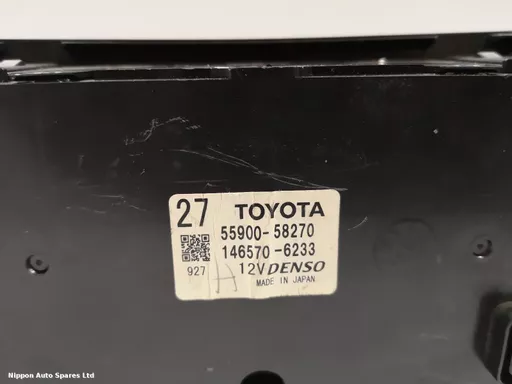 27 TOYOTA
55900-58270
146570-6233
927 H 12V DENSO
MADE IN JAPAN
Nippon Auto Spares Ltd